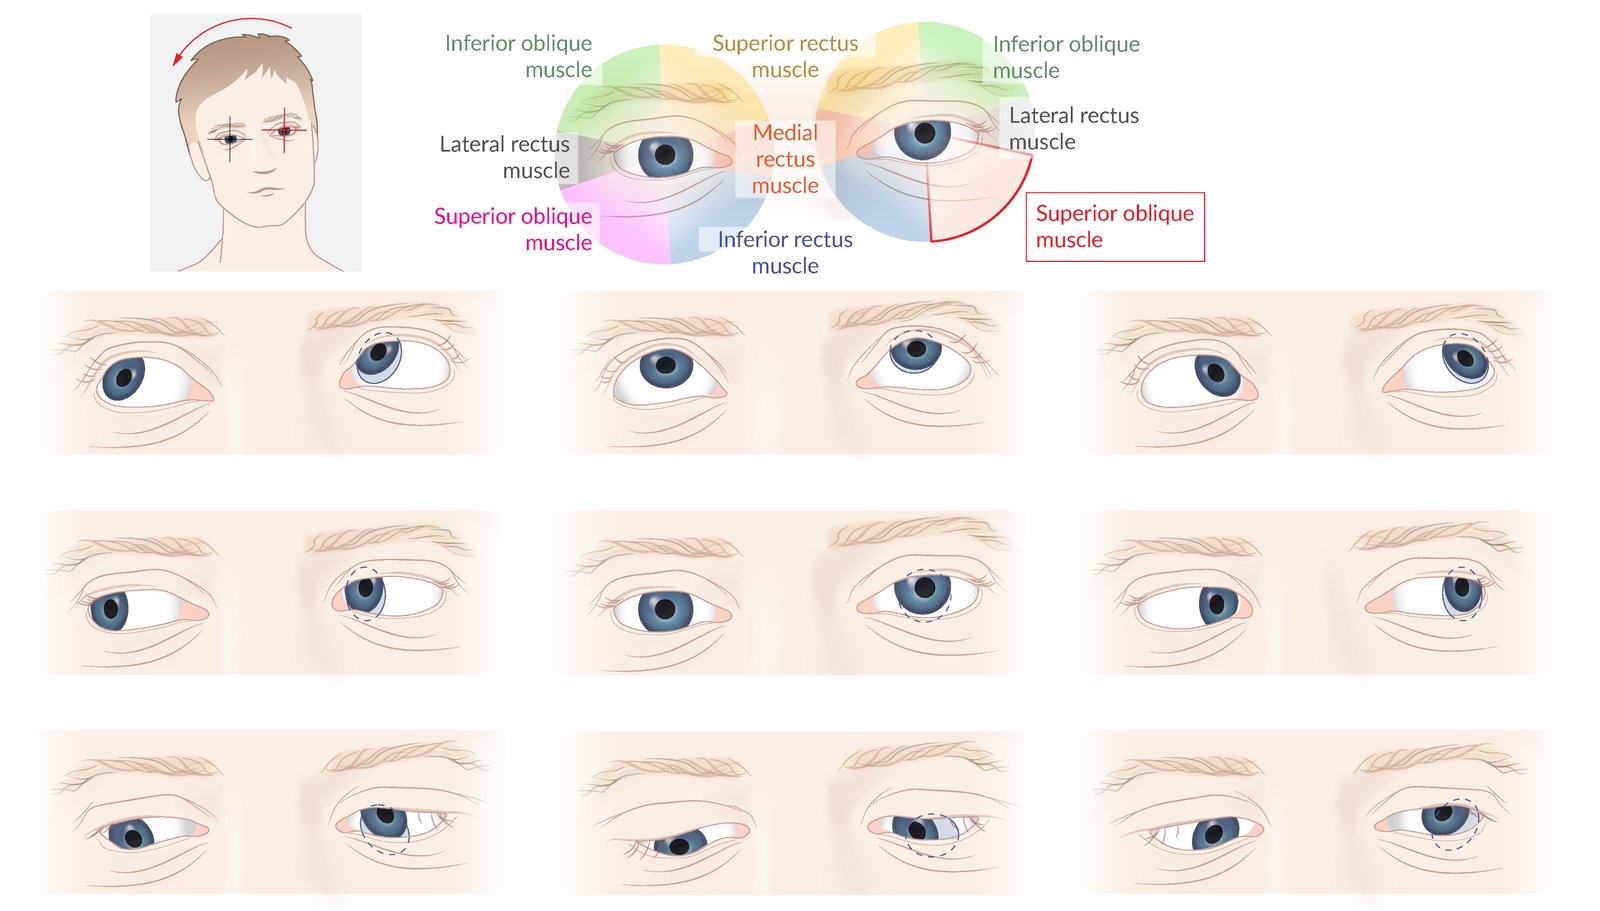 Inferior oblique
muscle
Superior rectus
muscle
Inferior oblique
muscle
Lateral rectus
muscle
Medial
rectus
muscle
Lateral rectus
muscle
Superior oblique
muscle
Inferior rectus
muscle
Superior oblique
muscle